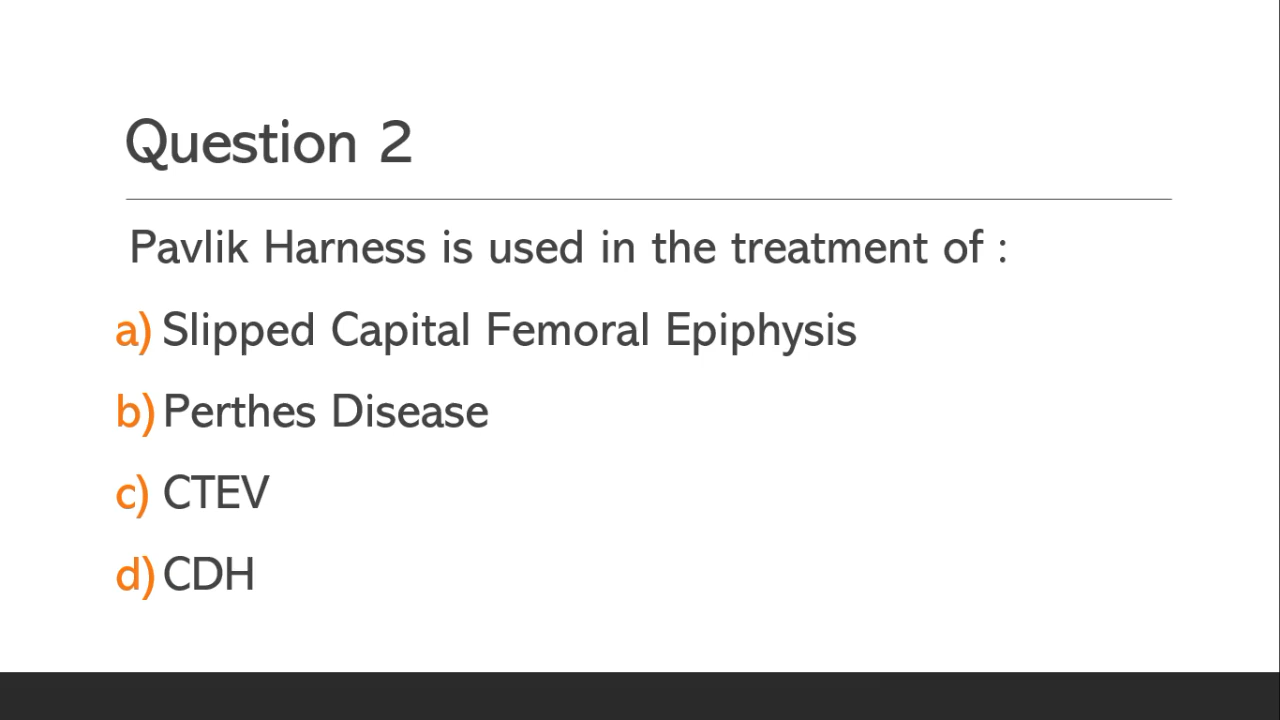 Question 2
Pavlik Harness is used in the treatment of :
a) Slipped Capital Femoral Epiphysis
b) Perthes Disease
c) CTEV
d) CDH